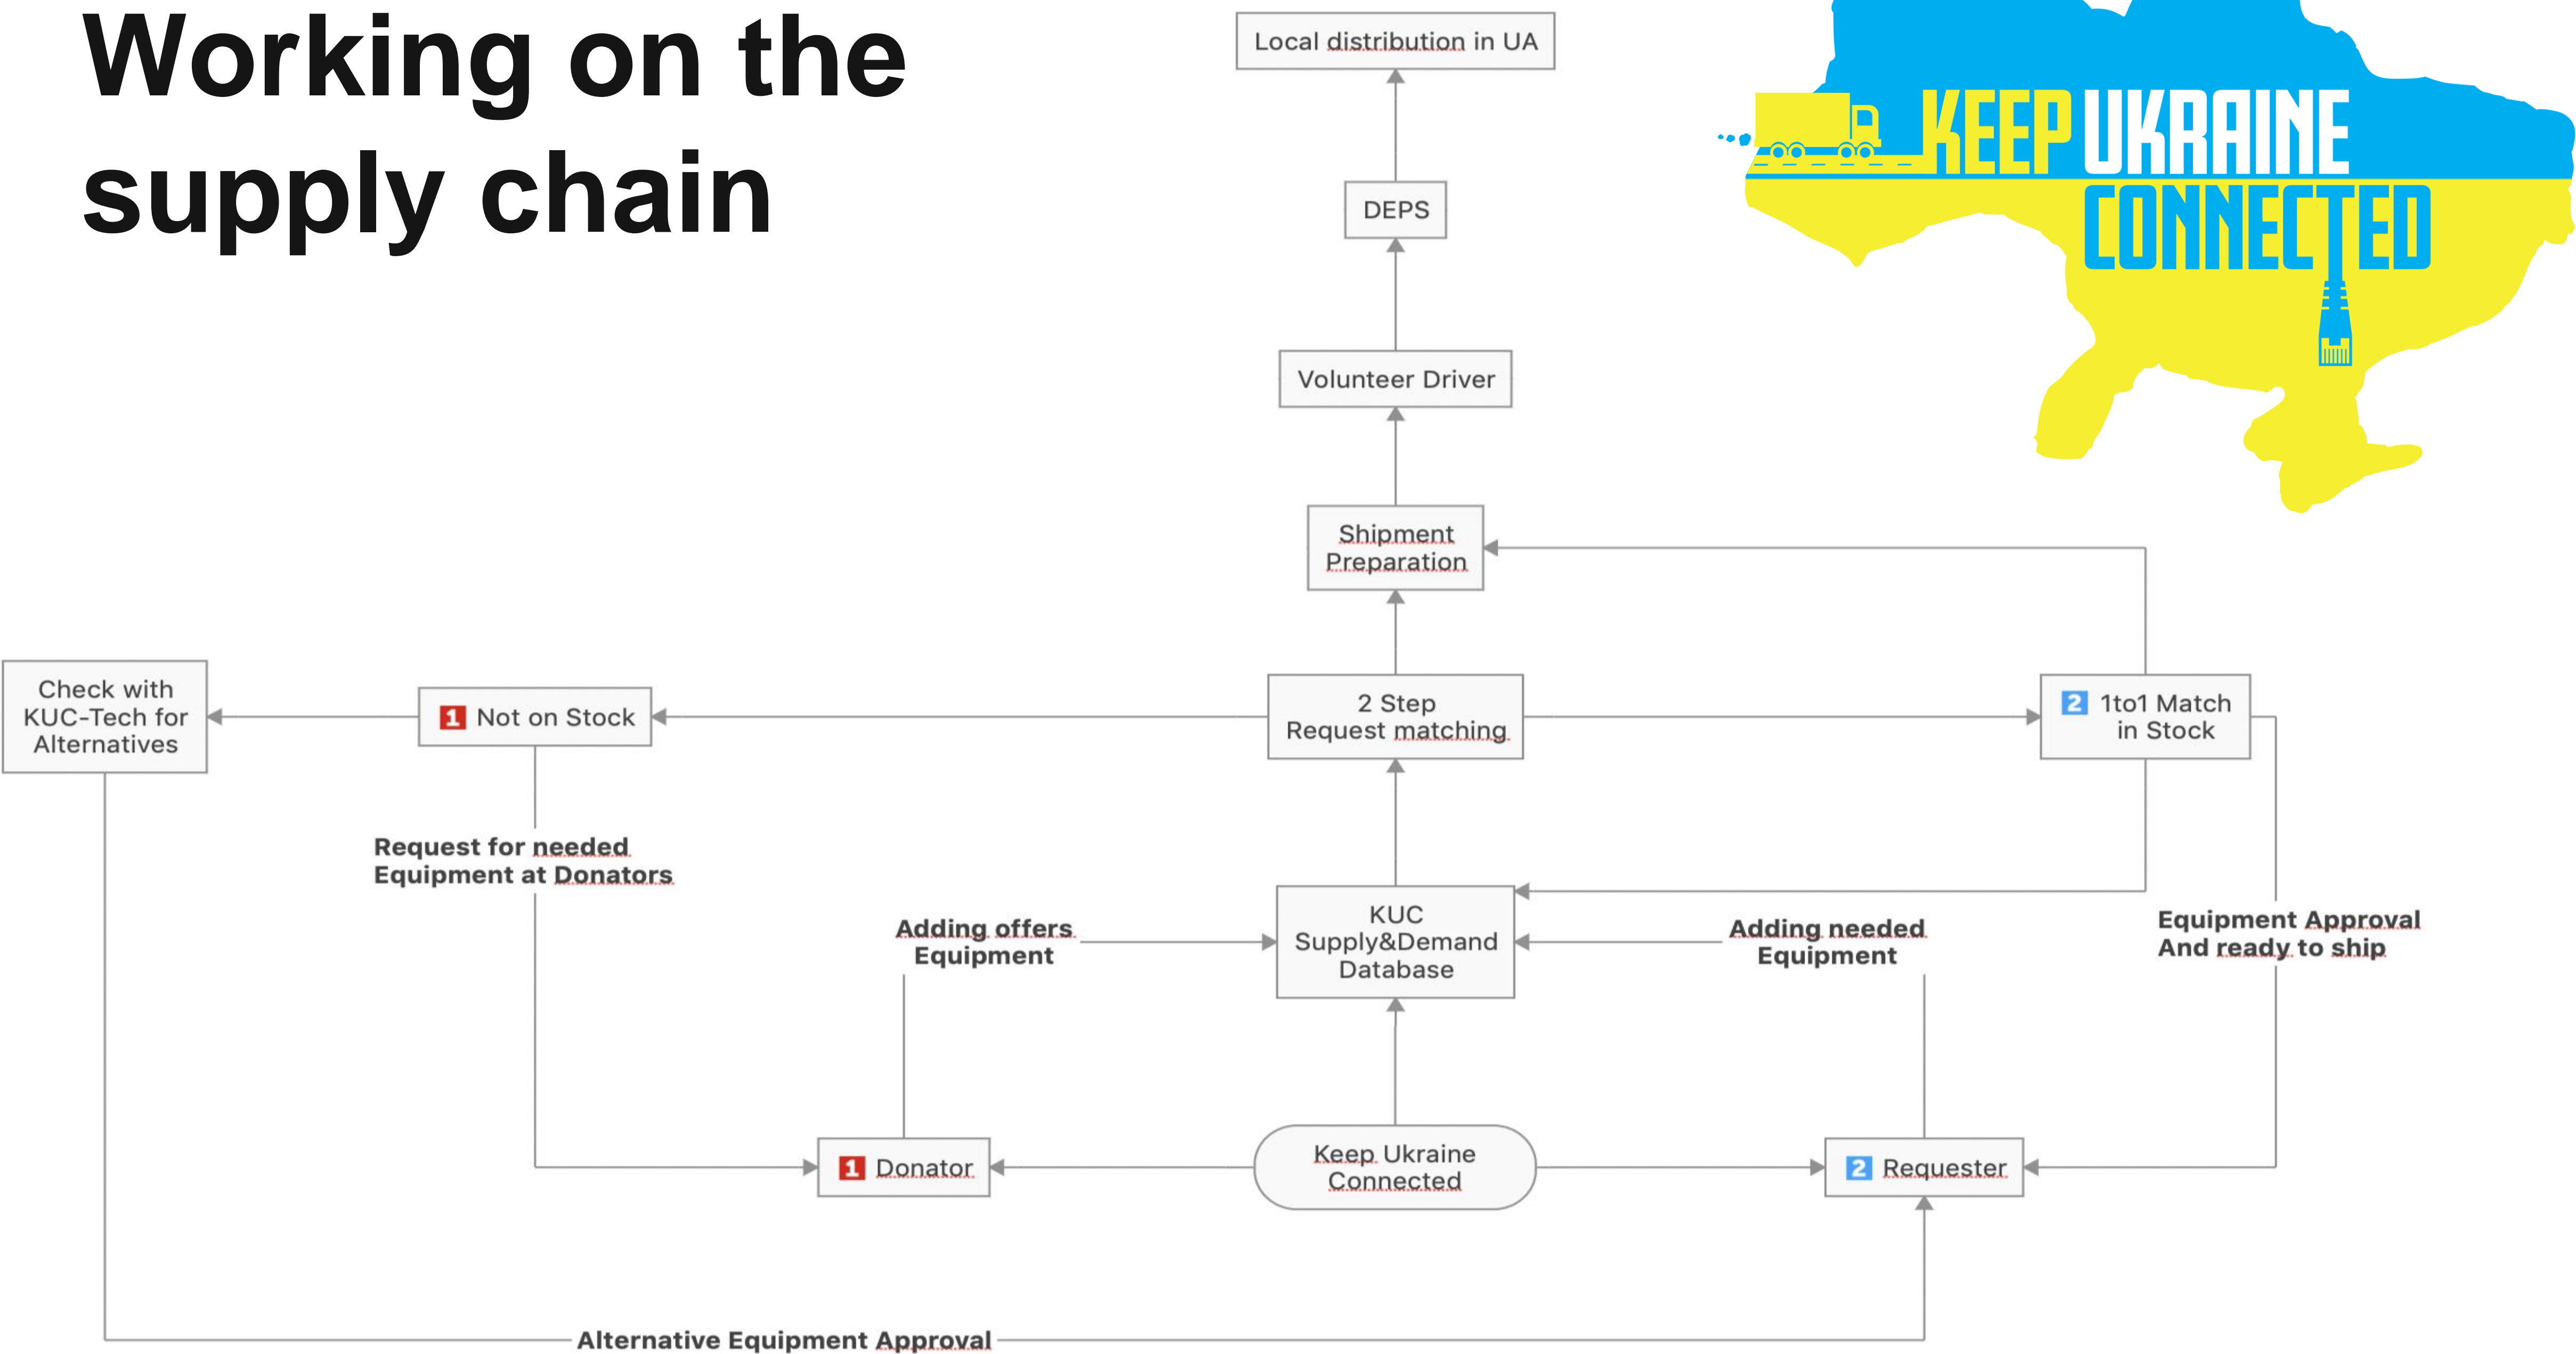 Working on the
supply chain
KEEP UKRAINE
CONNECTED
Local distribution in UA
DEPS
Volunteer Driver
Shipment
Preparation
Check with
KUC-Tech for
Alternatives
1 Not on Stock
2 Step
Request matching
2 1to1 Match
in Stock
Request for needed
Equipment at Donators
Adding offers
Equipment
KUC
Supply&Demand
Database
Adding needed
Equipment
Equipment Approval
And ready to ship
1 Donator
Keep Ukraine
Connected
2 Requester
Alternative Equipment Approval